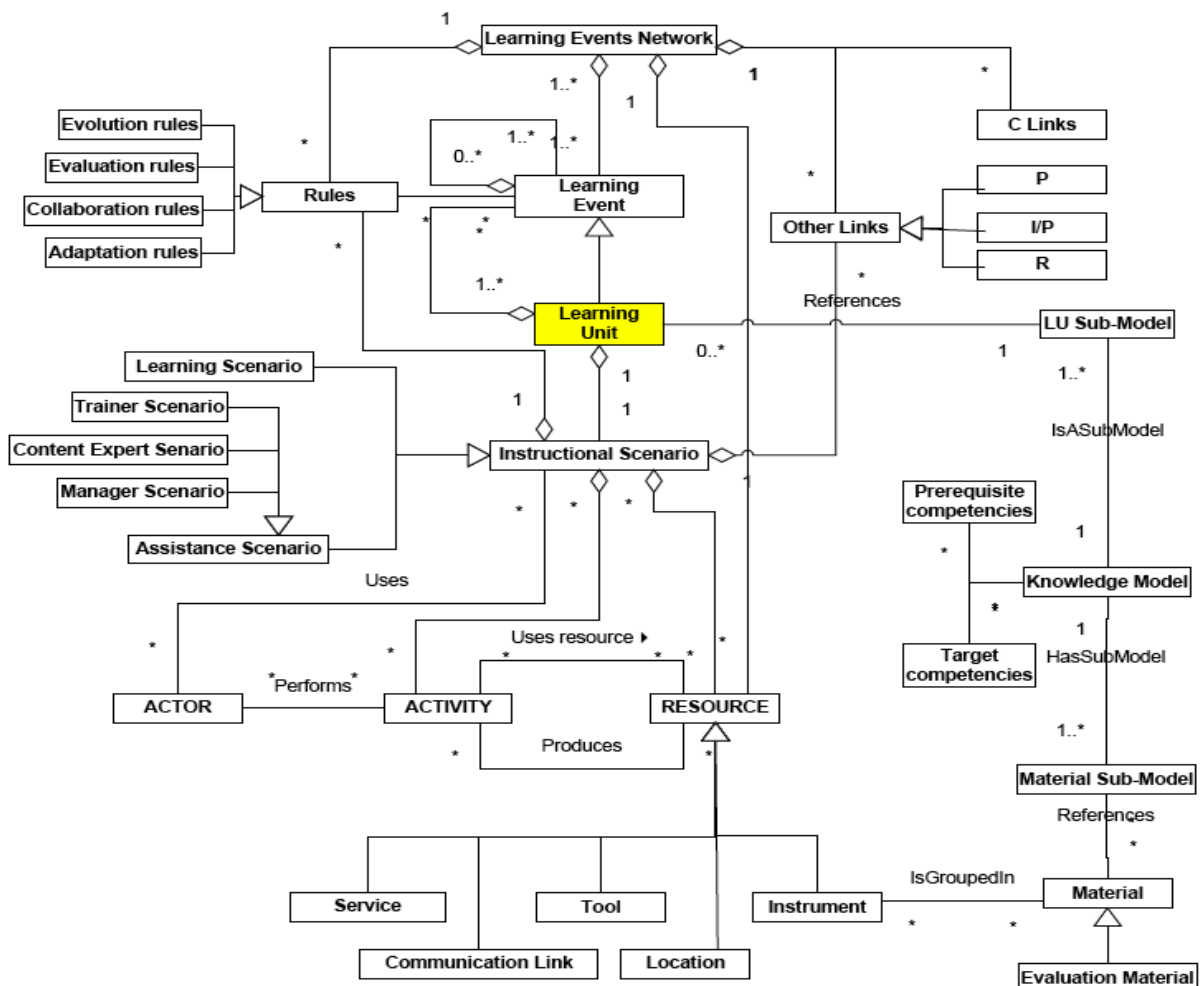 1
Learning Events Network
1..*
1
1
*
Evolution rules
Evaluation rules
Collaboration rules
Adaptation rules
*
Rules
0..*
1..*
1..*
Learning
Event
*
*
*
*
1..*
C Links
*
Other Links
P
I/P
R
*
References
Learning
Unit
0..*
1
LU Sub-Model
1..*
IsASubModel
1
Learning Scenario
Trainer Scenario
Content Expert Senario
Manager Scenario
Assistance Scenario
1
1
1
Instructional Scenario
*
*
*
1
Prerequisite
competencies
*
Knowledge Model
*
*
1
Target
competencies
HasSubModel
Uses
Uses resource
*
*
*
*
*
*
*
Performs
*
ACTOR
ACTIVITY
RESOURCE
*
Produces
*
1..*
Material Sub-Model
References
*
*
IsGroupedIn
Service
Tool
Instrument
Material
*
*
Communication Link
Location
Evaluation Material